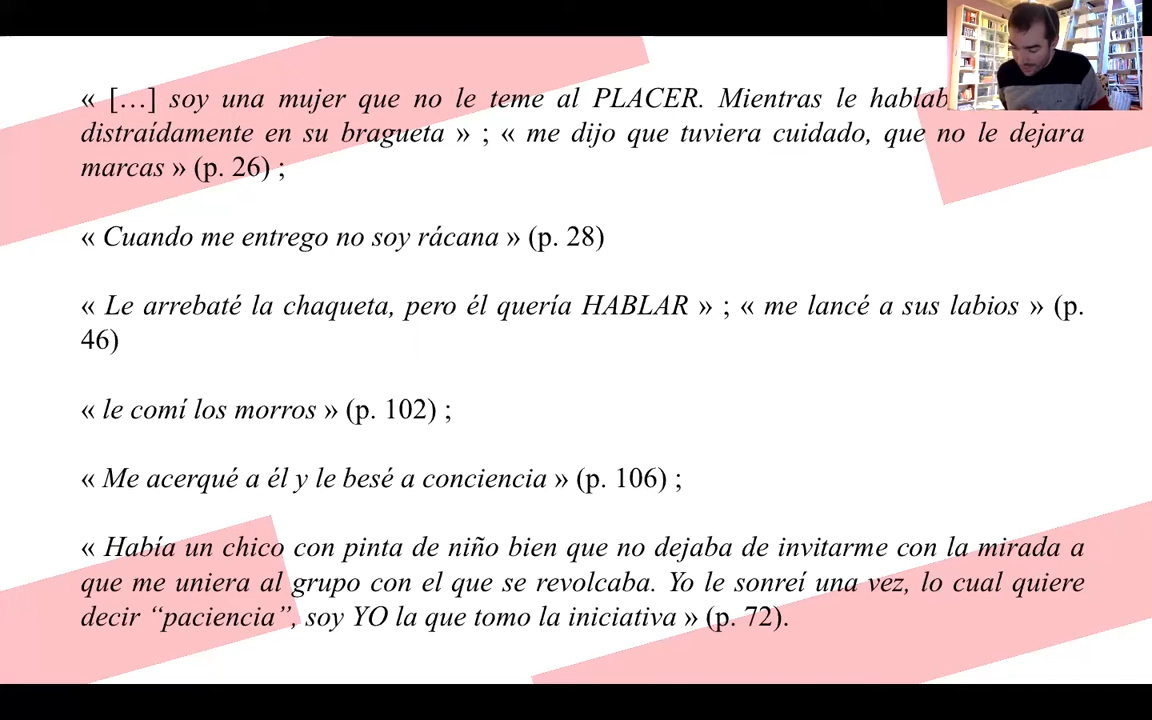 « […] soy una mujer que no le teme al PLACER. Mientras le
distraídamente en su bragueta » ; « me dijo que tuviera cuidado, que no le dejara
marcas » (p. 26) ;
« Cuando me entrego no soy rácana » (p. 28)
« Le arrebaté la chaqueta, pero él quería HABLAR » ; « me lancé a sus labios » (p.
46)
« le comí los morros » (p. 102) ;
« Me acerqué a él y le besé a conciencia » (p. 106) ;
« Había un chico con pinta de niño bien que no dejaba de invitarme con la mirada a
que me uniera al grupo con el que se revolcaba. Yo le sonreí una vez, lo cual quiere
decir “paciencia”, soy YO la que tomo la iniciativa » (p. 72).